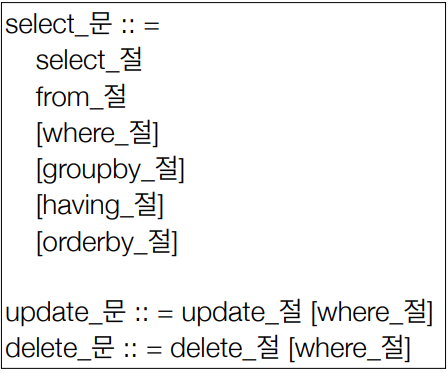 select_문 :: =
select_절
from_절
[where_절]
[groupby_절]
[having_절]
[orderby_절]
update_문 :: = update_절 [where_절]
delete_문 :: = delete_절 [where_절]